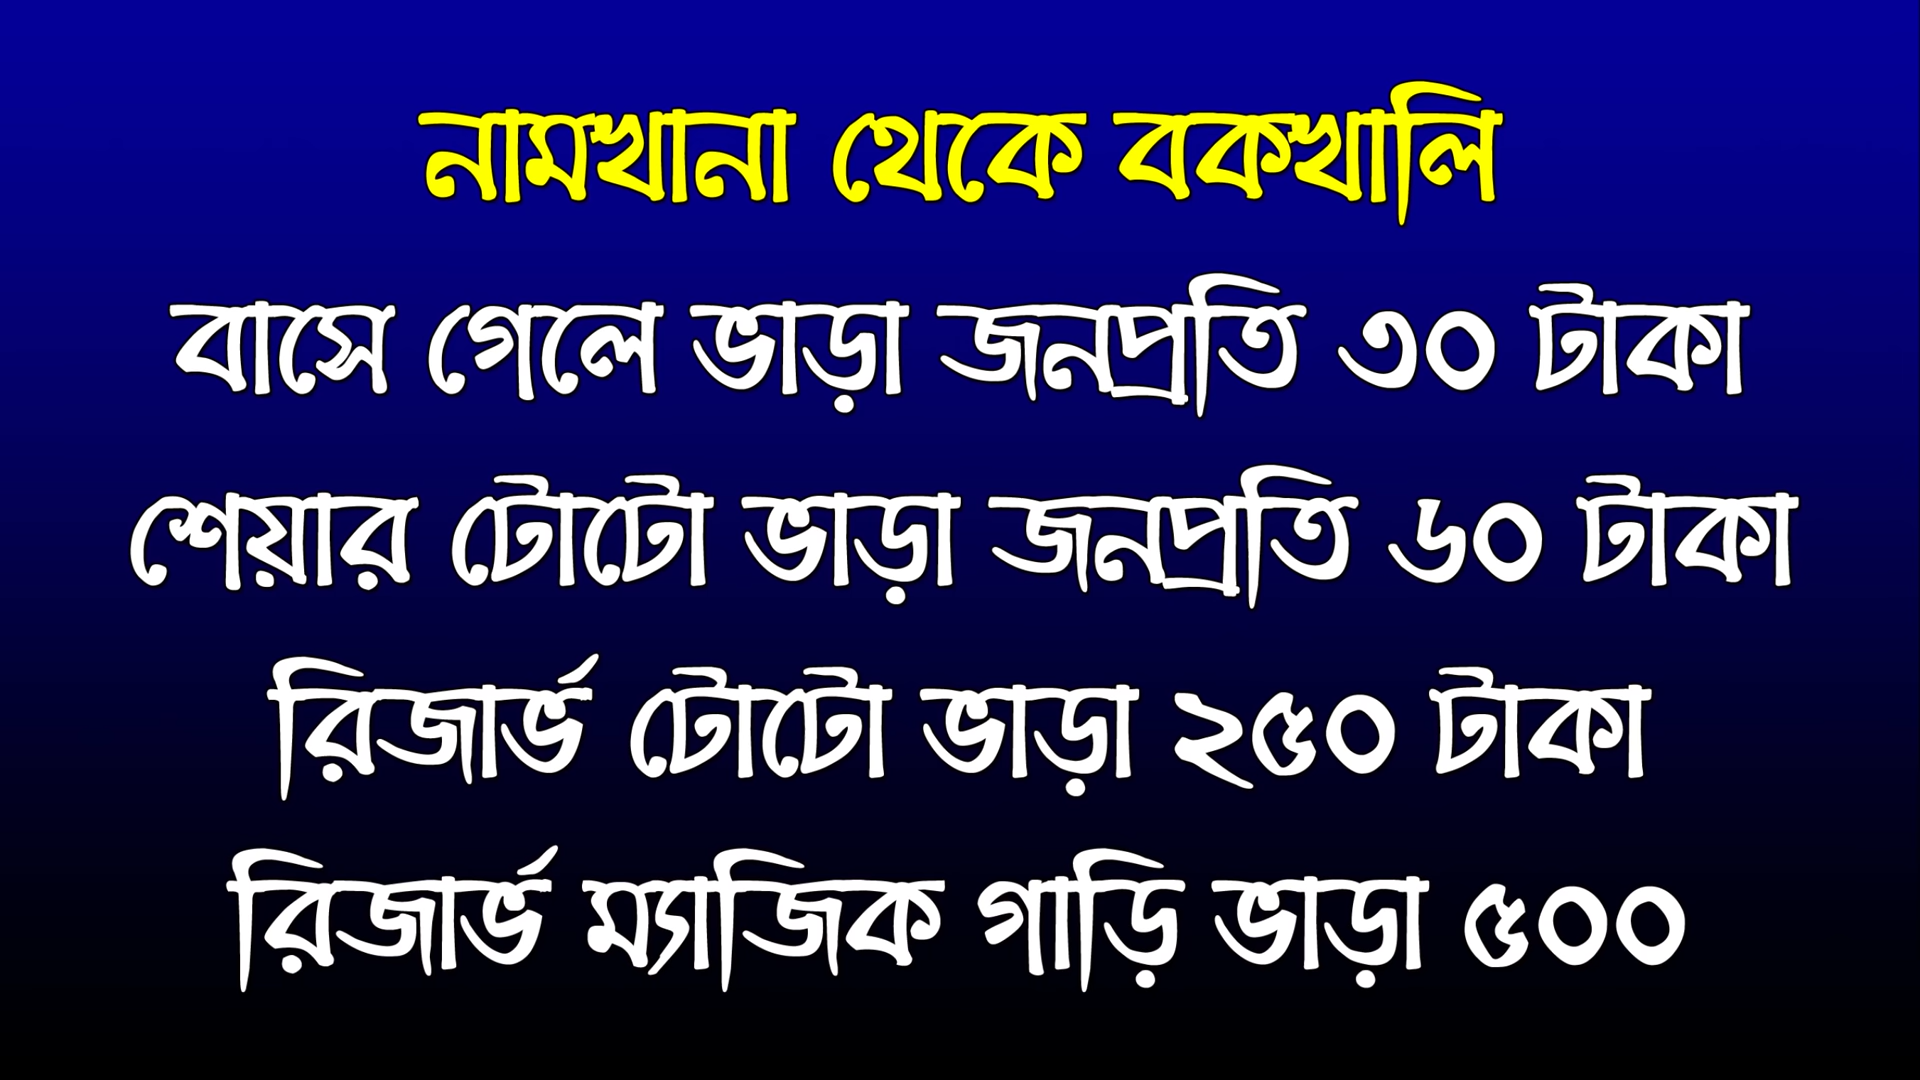 নামখানা থেকে বকখালি
বাসে গেলে ভাড়া জনপ্রতি ৩০ টাকা
শেয়ার টোটো ভাড়া জনপ্রতি ৬০ টাকা
রিজার্ভ টোটো ভাড়া ২৫০ টাকা
রিজার্ভ ম্যাজিক গাড়ি ভাড়া ৫০০